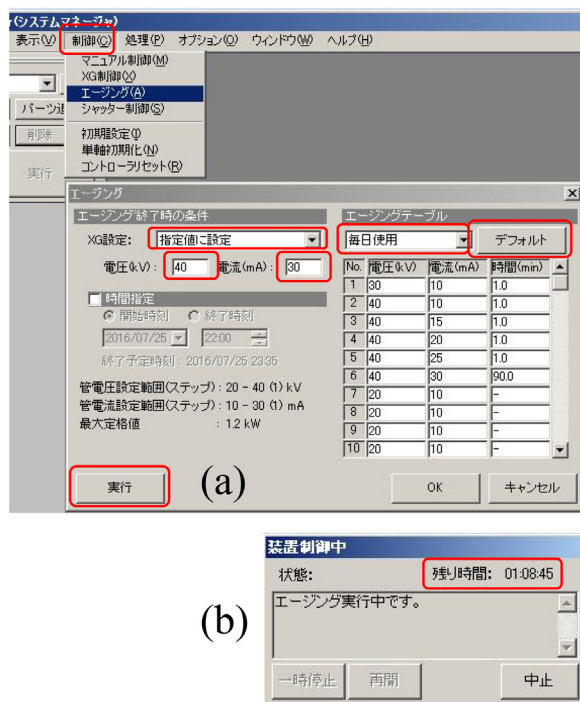 (システムマネージャ)
表示(V) 制御(C) 処理(P) オプション(O) ウィンドウ(W) ヘルプ(H)
マニュアル制御(M)
XG制御(X)
エージング(A)
シャッター制御(S)
初期設定(I)
単軸初期化(N)
コントローラリセット(R)
パーツ追
削除
実行
エージング
エージング終了時の条件
XG設定: 指定値に設定
電圧(kV): 40 電流(mA): 30
時間指定
開始時刻 終了時刻
2016/07/25 22:00
終了予定時刻 : 2016/07/25 23:35
管電圧設定範囲(ステップ) : 20 - 40 (1) kV
管電流設定範囲(ステップ) : 10 - 30 (1) mA
最大定格値 : 1.2 kW
エージングテーブル
毎日使用 デフォルト
No. 電圧(kV) 電流(mA) 時間(min)
1 30 10 1.0
2 40 10 1.0
3 40 15 1.0
4 40 20 1.0
5 40 25 1.0
6 40 30 90.0
7 20 10 -
8 20 10 -
9 20 10 -
10 20 10 -
実行 (a) OK キャンセル
(b)
装置制御中
状態: 残り時間: 01:08:45
エージング実行中です。
一時停止 再開 中止